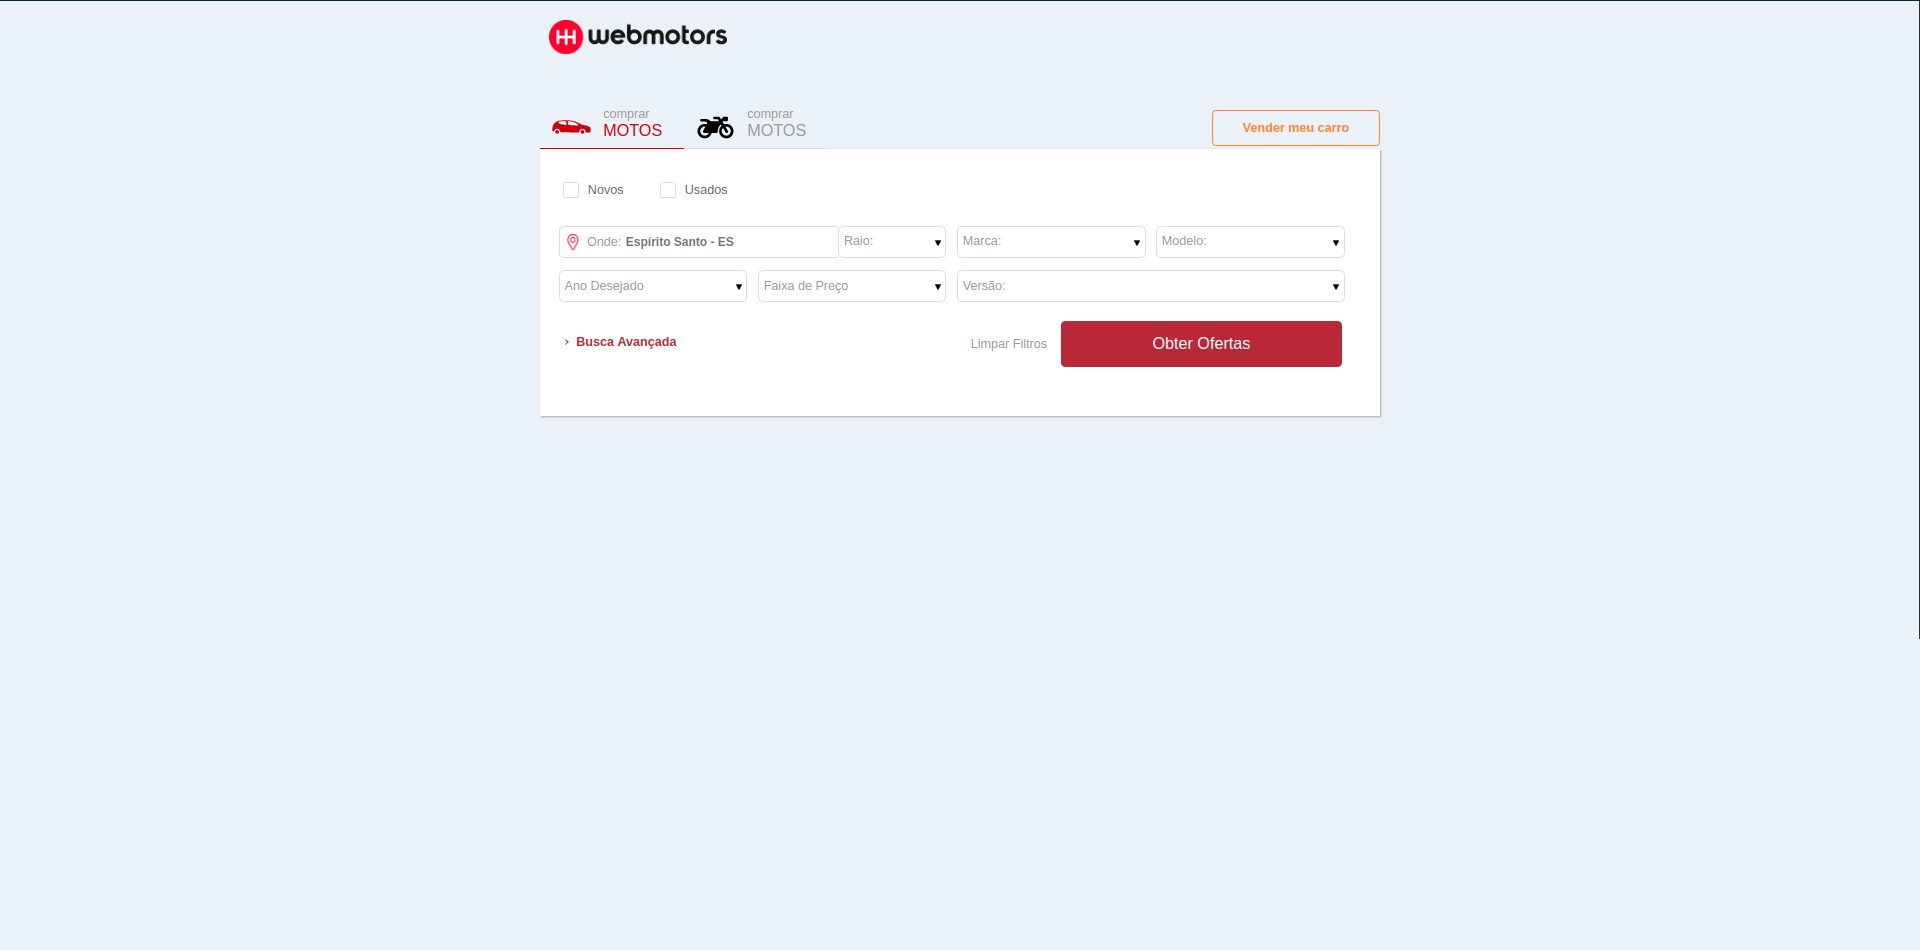 webmotors
comprar
MOTOS
comprar
MOTOS
Vender meu carro
Novos
Usados
Onde: Espírito Santo - ES
Raio:
Marca:
Modelo:
Ano Desejado
Faixa de Preço
Versão:
› Busca Avançada
Limpar Filtros
Obter Ofertas